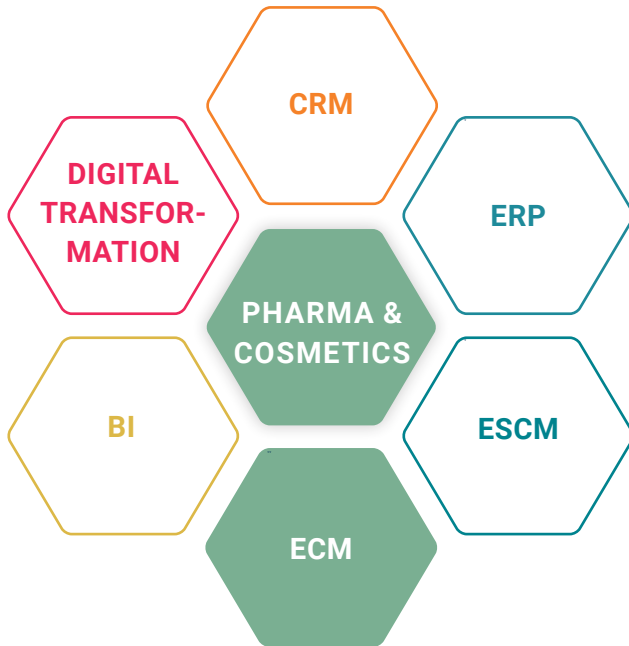 CRM
DIGITAL
TRANSFOR-
MATION
ERP
PHARMA &
COSMETICS
BI
ESCM
ECM